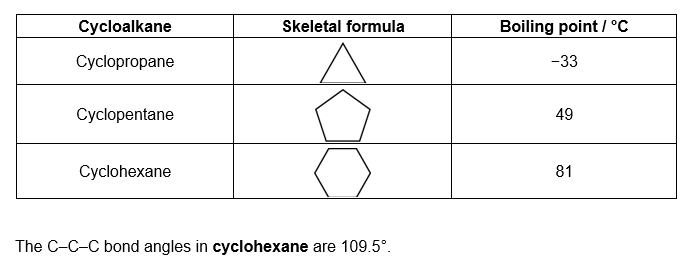 Cycloalkane Skeletal formula Boiling point / °C
Cyclopropane −33
Cyclopentane 49
Cyclohexane 81
The C–C–C bond angles in cyclohexane are 109.5°.